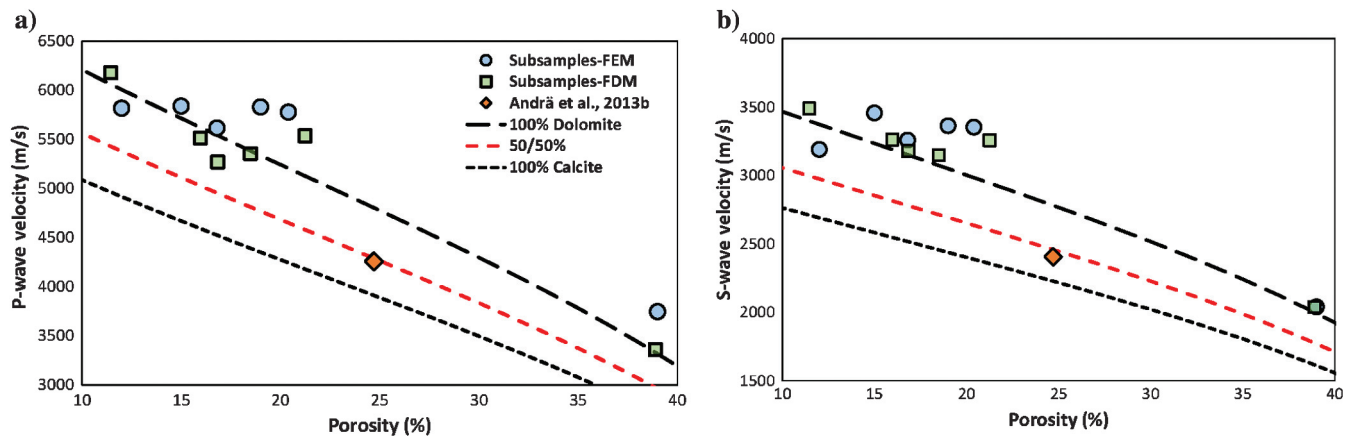 a)
6500
6000
5500
5000
4500
4000
3500
3000
10 15 20 25 30 35 40
P-wave velocity (m/s)
Porosity (%)
Subsamples-FEM
Subsamples-FDM
Andrä et al., 2013b
100% Dolomite
50/50%
100% Calcite
b)
4000
3500
3000
2500
2000
1500
10 15 20 25 30 35 40
S-wave velocity (m/s)
Porosity (%)